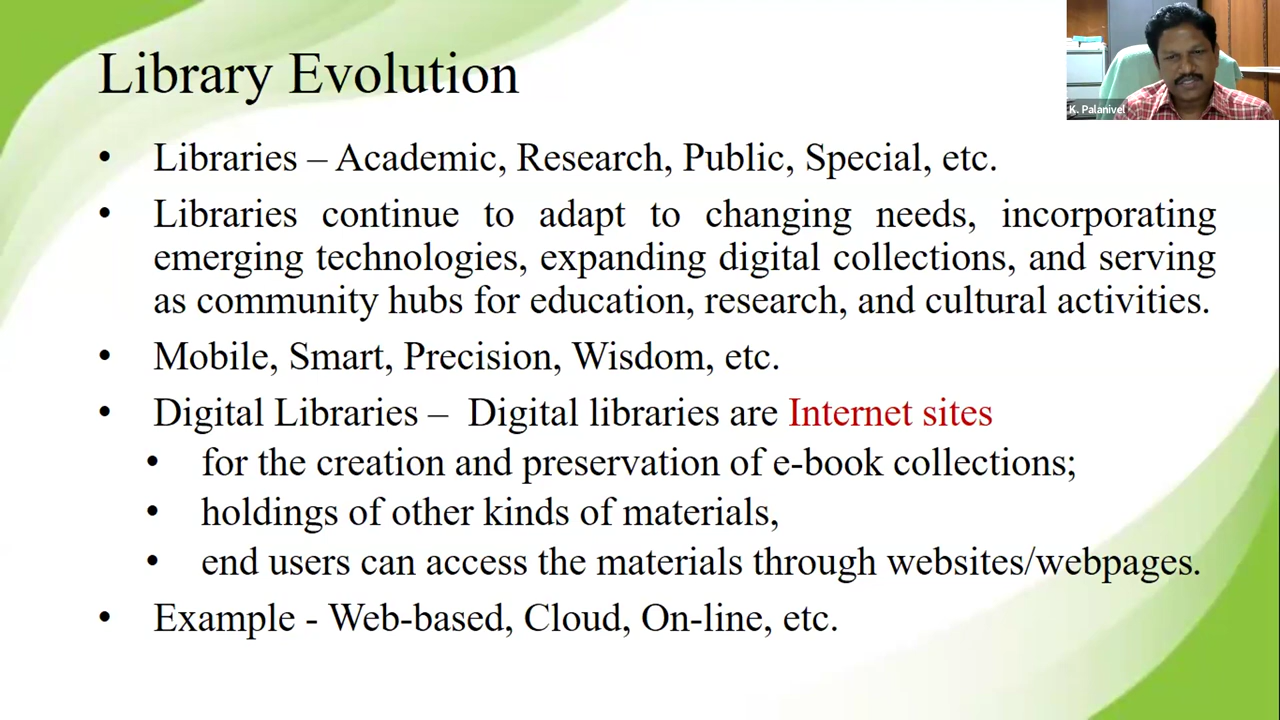 Library Evolution
K. Palanivel
• Libraries – Academic, Research, Public, Special, etc.
• Libraries continue to adapt to changing needs, incorporating
emerging technologies, expanding digital collections, and serving
as community hubs for education, research, and cultural activities.
• Mobile, Smart, Precision, Wisdom, etc.
• Digital Libraries – Digital libraries are Internet sites
• for the creation and preservation of e-book collections;
• holdings of other kinds of materials,
• end users can access the materials through websites/webpages.
• Example - Web-based, Cloud, On-line, etc.